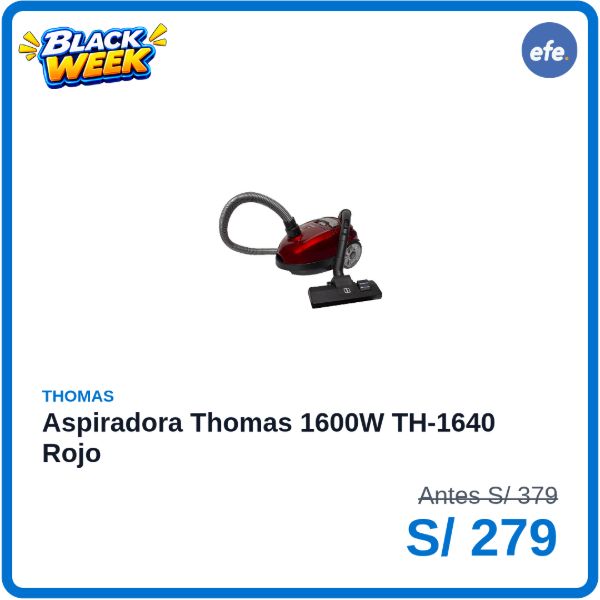 BLACK
WEEK
efe.
THOMAS
Aspiradora Thomas 1600W TH-1640
Rojo
Antes S/ 379
S/ 279